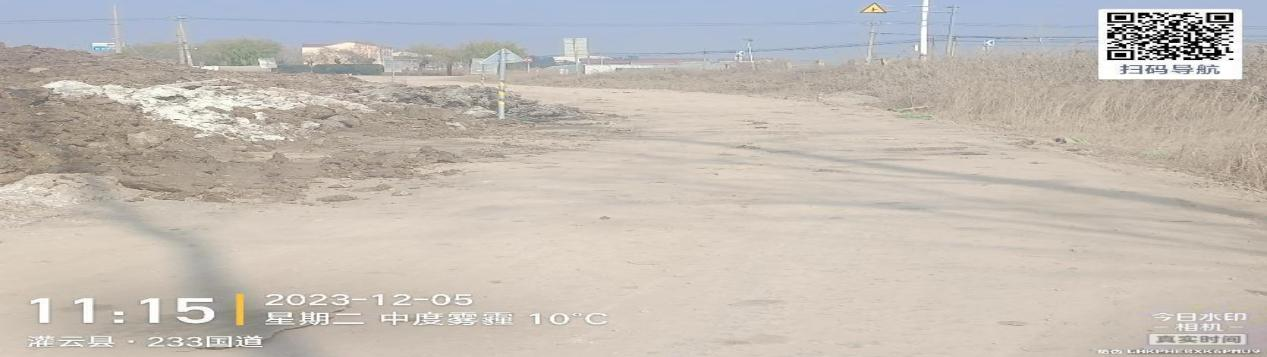 扫码导航
11:15
2023-12-05
星期二 中度雾霾 10°C
灌云县·233国道
今日水印
相机
真实时间